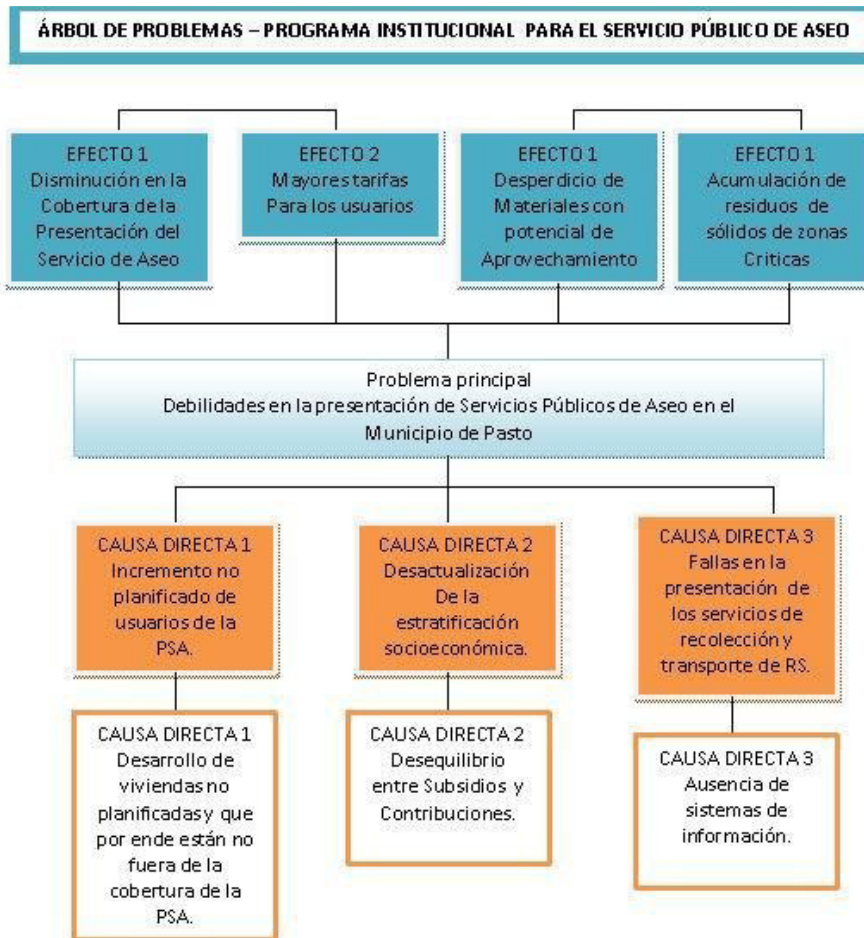 ÁRBOL DE PROBLEMAS – PROGRAMA INSTITUCIONAL PARA EL SERVICIO PÚBLICO DE ASEO
EFECTO 1
Disminución en la
Cobertura de la
Presentación del
Servicio de Aseo
EFECTO 2
Mayores tarifas
Para los usuarios
EFECTO 1
Desperdicio de
Materiales con
potencial de
Aprovechamiento
EFECTO 1
Acumulación de
residuos de
sólidos de zonas
Criticas
Problema principal
Debilidades en la presentación de Servicios Públicos de Aseo en el
Municipio de Pasto
CAUSA DIRECTA 1
Incremento no
planificado de
usuarios de la
PSA.
CAUSA DIRECTA 2
Desactualización
De la
estratificación
socioeconómica.
CAUSA DIRECTA 3
Fallas en la
presentación de
los servicios de
recolección y
transporte de RS.
CAUSA DIRECTA 1
Desarrollo de
viviendas no
planificadas y que
por ende están no
fuera de la
cobertura de la
PSA.
CAUSA DIRECTA 2
Desequilibrio
entre Subsidios y
Contribuciones.
CAUSA DIRECTA 3
Ausencia de
sistemas de
información.